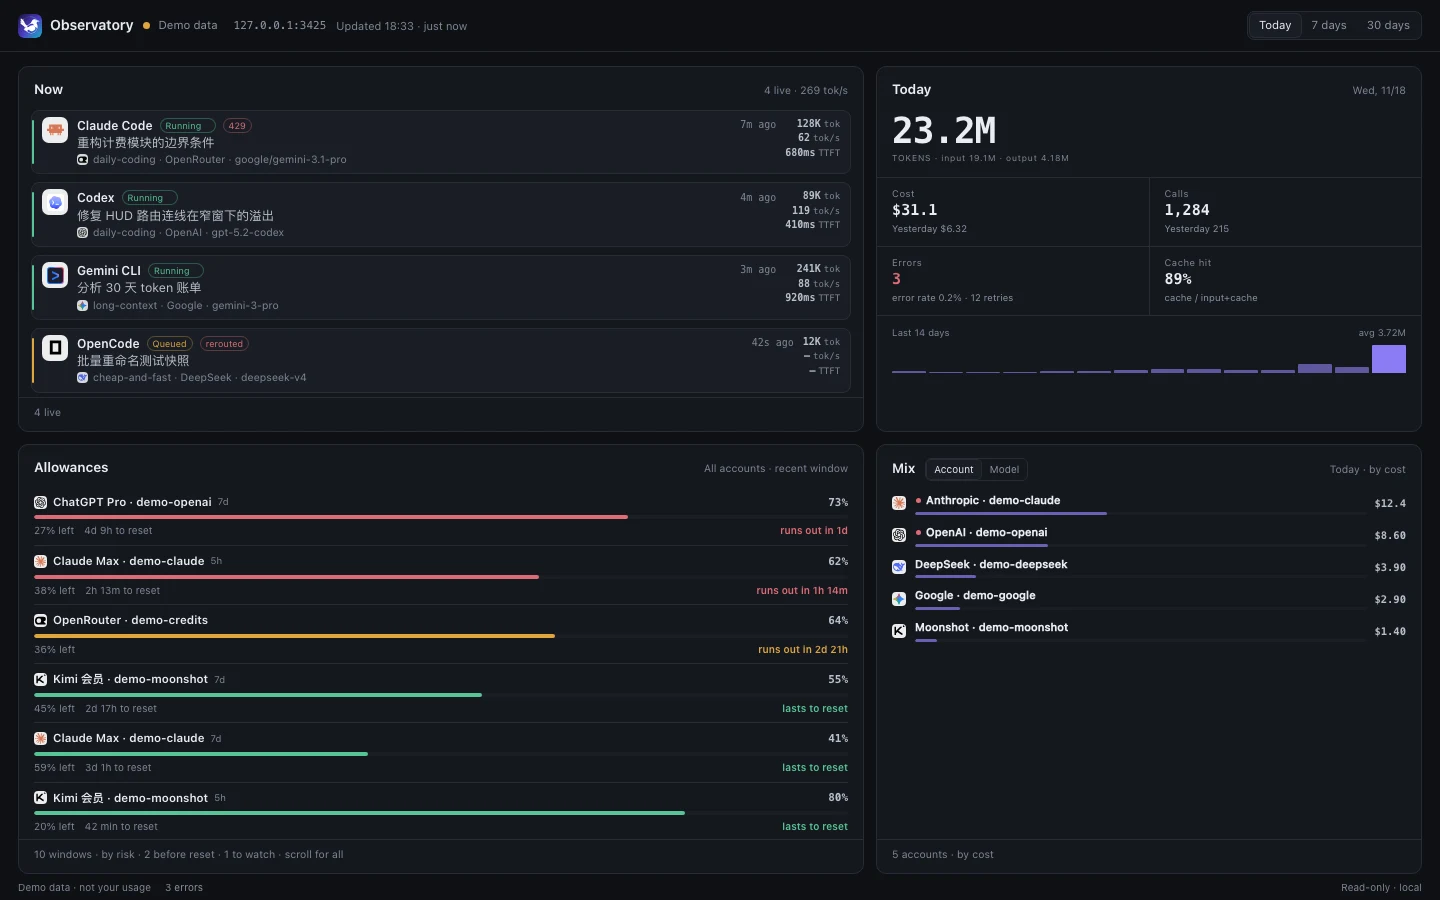 Observatory Demo data 127.0.0.1:3425 Updated 18:33 · just now
Today 7 days 30 days
Now 4 live · 269 tok/s
Claude Code Running 429 7m ago 128K tok
重构计费模块的边界条件 62 tok/s
daily-coding · OpenRouter · google/gemini-3.1-pro 680ms TTFT
Codex Running 4m ago 89K tok
修复 HUD 路由连线在窄窗下的溢出 119 tok/s
daily-coding · OpenAI · gpt-5.2-codex 410ms TTFT
Gemini CLI Running 3m ago 241K tok
分析 30 天 token 账单 88 tok/s
long-context · Google · gemini-3-pro 920ms TTFT
OpenCode Queued rerouted 42s ago 12K tok
批量重命名测试快照 — tok/s
cheap-and-fast · DeepSeek · deepseek-v4 — TTFT
4 live
Today Wed, 11/18
23.2M
TOKENS · input 19.1M · output 4.18M
Cost
$31.1
Yesterday $6.32
Calls
1,284
Yesterday 215
Errors
3
error rate 0.2% · 12 retries
Cache hit
89%
cache / input+cache
Last 14 days avg 3.72M
Allowances All accounts · recent window
ChatGPT Pro · demo-openai 7d 73%
27% left 4d 9h to reset runs out in 1d
Claude Max · demo-claude 5h 62%
38% left 2h 13m to reset runs out in 1h 14m
OpenRouter · demo-credits 64%
36% left runs out in 2d 21h
Kimi 会员 · demo-moonshot 7d 55%
45% left 2d 17h to reset lasts to reset
Claude Max · demo-claude 7d 41%
59% left 3d 1h to reset lasts to reset
Kimi 会员 · demo-moonshot 5h 80%
20% left 42 min to reset lasts to reset
10 windows · by risk · 2 before reset · 1 to watch · scroll for all
Mix Account Model Today · by cost
Anthropic · demo-claude $12.4
OpenAI · demo-openai $8.60
DeepSeek · demo-deepseek $3.90
Google · demo-google $2.90
Moonshot · demo-moonshot $1.40
5 accounts · by cost
Demo data · not your usage 3 errors
Read-only · local